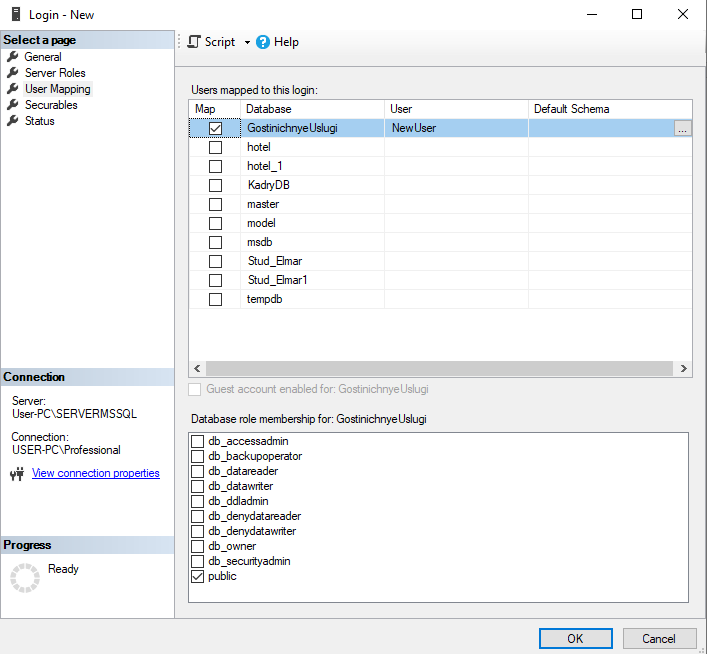 Login - New
Select a page
General
Server Roles
User Mapping
Securables
Status
Script Help
Users mapped to this login:
Map Database User Default Schema
GostinichnyeUslugi NewUser ...
hotel
hotel_1
KadryDB
master
model
msdb
Stud_Elmar
Stud_Elmar1
tempdb
Guest account enabled for: GostinichnyeUslugi
Database role membership for: GostinichnyeUslugi
db_accessadmin
db_backupoperator
db_datareader
db_datawriter
db_ddladmin
db_denydatareader
db_denydatawriter
db_owner
db_securityadmin
public
Connection
Server:
User-PC\SERVERMSSQL
Connection:
USER-PC\Professional
View connection properties
Progress
Ready
OK Cancel